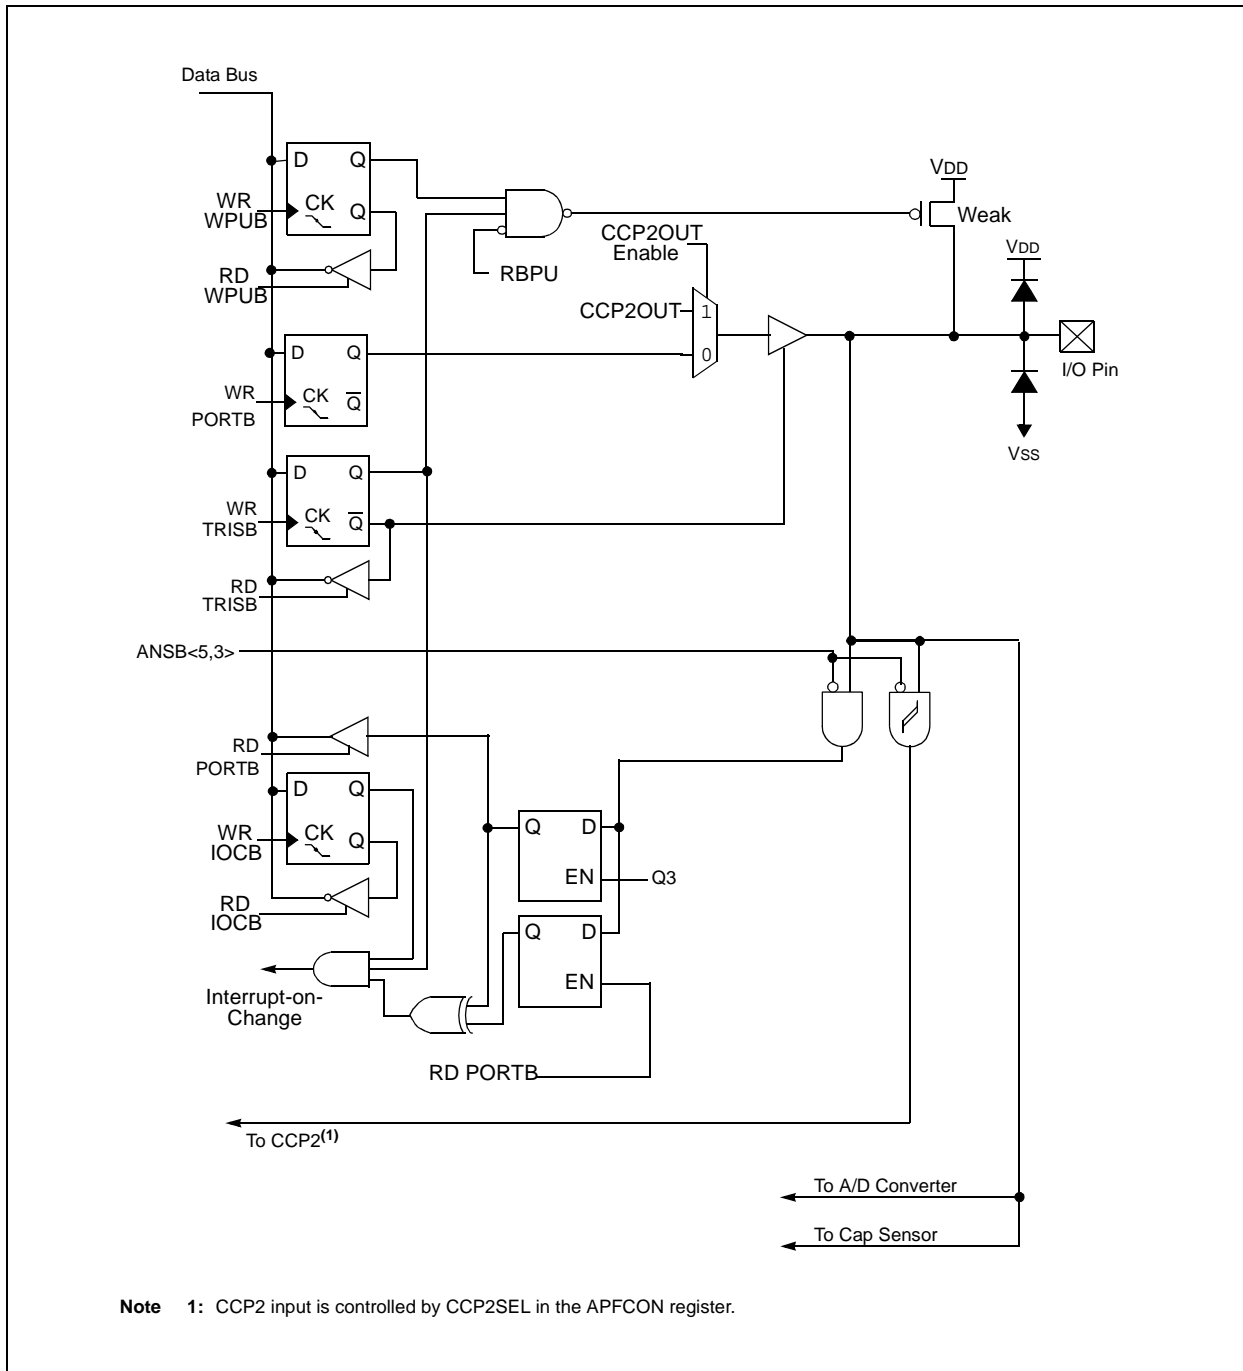 Data Bus
D Q
CK
Q
WR
WPUB
RD
WPUB
RBPU
CCP2OUT
Enable
CCP2OUT
1
0
VDD
Weak
VDD
I/O Pin
VSS
D Q
CK Q
WR
PORTB
D Q
CK Q
WR
TRISB
RD
TRISB
ANSB<5,3>
RD
PORTB
D Q
CK
Q
WR
IOCB
RD
IOCB
Q D
EN
Q3
Q D
EN
Interrupt-on-
Change
RD PORTB
To CCP2(1)
To A/D Converter
To Cap Sensor
Note 1: CCP2 input is controlled by CCP2SEL in the APFCON register.